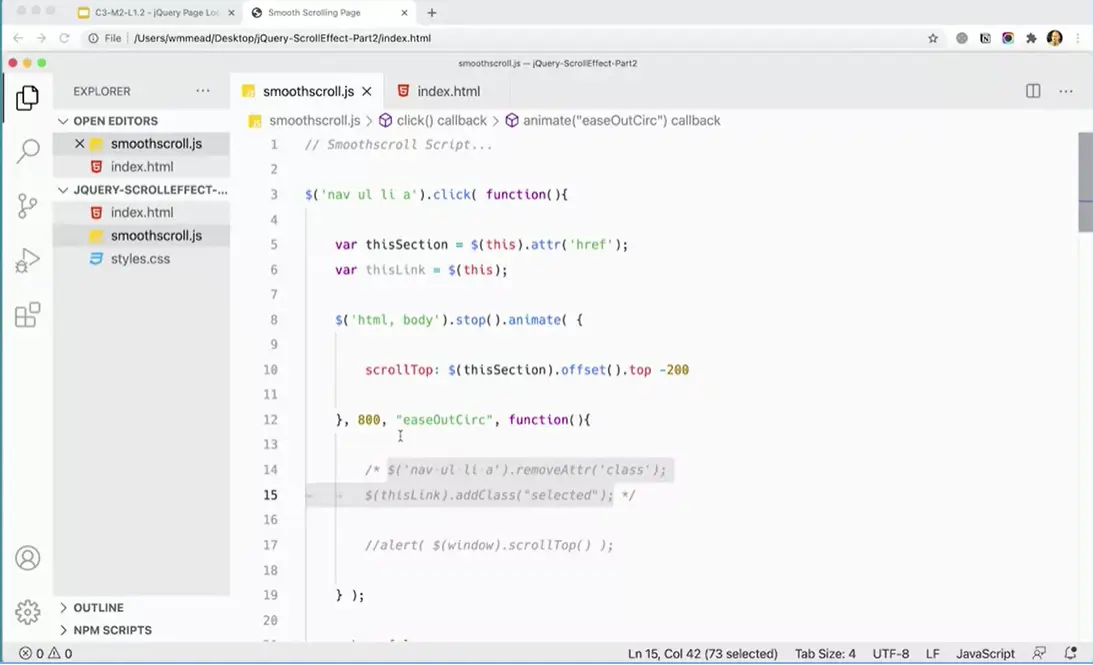 C3-M2-L1.2 - jQuery Page Lo
Smooth Scrolling Page
File /Users/wmmead/Desktop/jQuery-ScrollEffect-Part2/index.html
smoothscroll.js — jQuery-ScrollEffect-Part2
EXPLORER
smoothscroll.js
index.html
OPEN EDITORS
smoothscroll.js
index.html
JQUERY-SCROLLEFFECT-...
index.html
smoothscroll.js
styles.css
OUTLINE
NPM SCRIPTS
smoothscroll.js > click() callback > animate("easeOutCirc") callback
1 // Smoothscroll Script...
2
3 $('nav ul li a').click( function(){
4
5 var thisSection = $(this).attr('href');
6 var thisLink = $(this);
7
8 $('html, body').stop().animate( {
9
10 scrollTop: $(thisSection).offset().top -200
11
12 }, 800, "easeOutCirc", function(){
13
14 /* $('nav ul li a').removeAttr('class');
15 $(thisLink).addClass("selected"); */
16
17 //alert( $(window).scrollTop() );
18
19 } );
20
0 0
Ln 15, Col 42 (73 selected) Tab Size: 4 UTF-8 LF JavaScript